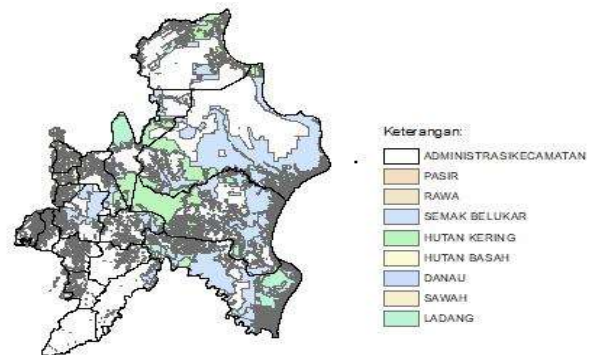 Keterangan:
ADMINISTRASIKECAMATAN
PASIR
RAWA
SEMAK BELUKAR
HUTAN KERING
HUTAN BASAH
DANAU
SAWAH
LADANG